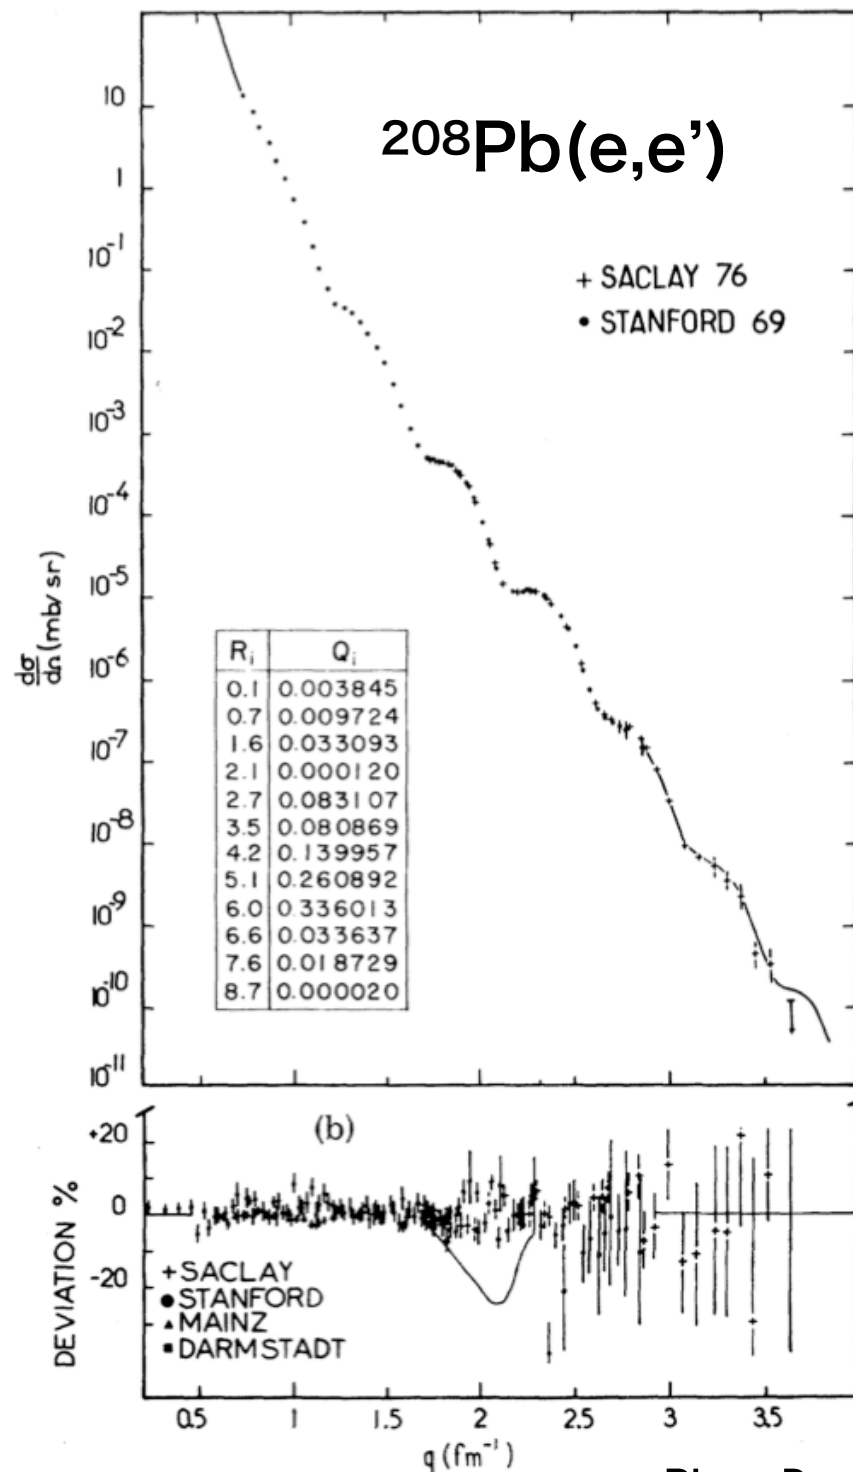 ²⁰⁸Pb(e,e')
10
1
10⁻¹
10⁻²
10⁻³
10⁻⁴
10⁻⁵
10⁻⁶
10⁻⁷
10⁻⁸
10⁻⁹
10⁻¹⁰
10⁻¹¹
+ SACLAY 76
• STANFORD 69
dσ/dΩ (mb/sr)
Rᵢ Qᵢ
0.1 0.003845
0.7 0.009724
1.6 0.033093
2.1 0.000120
2.7 0.083107
3.5 0.080869
4.2 0.139957
5.1 0.260892
6.0 0.336013
6.6 0.033637
7.6 0.018729
8.7 0.000020
(b)
DEVIATION %
+20
0
-20
+ SACLAY
● STANFORD
▲ MAINZ
■ DARMSTADT
0.5 1 1.5 2 2.5 3 3.5
q (fm⁻¹)